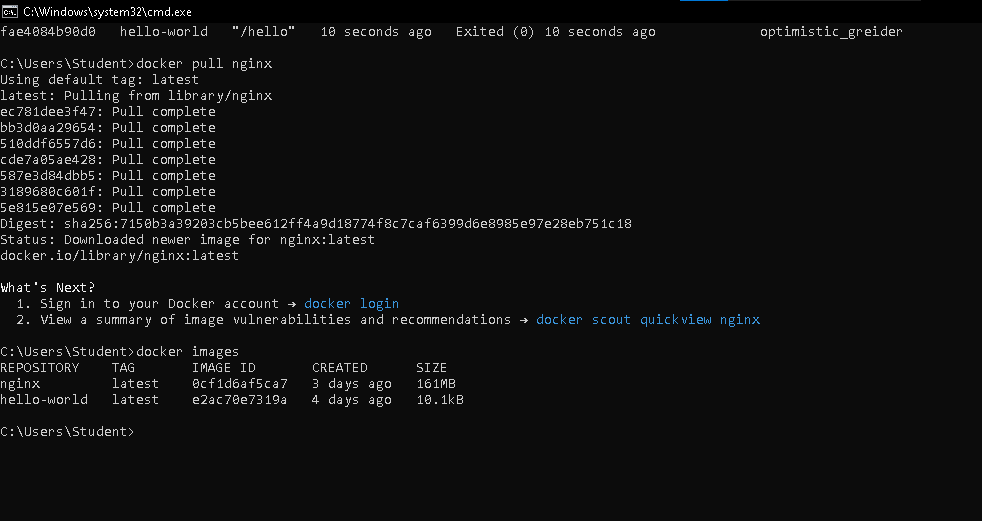 C:\Windows\system32\cmd.exe
fae4084b90d0   hello-world   "/hello"   10 seconds ago   Exited (0) 10 seconds ago             optimistic_greider
C:\Users\Student>docker pull nginx
Using default tag: latest
latest: Pulling from library/nginx
ec781dee3f47: Pull complete
bb3d0aa29654: Pull complete
510ddf6557d6: Pull complete
cde7a05ae428: Pull complete
587e3d84dbb5: Pull complete
3189680c601f: Pull complete
5e815e07e569: Pull complete
Digest: sha256:7150b3a39203cb5bee612ff4a9d18774f8c7caf6399d6e8985e97e28eb751c18
Status: Downloaded newer image for nginx:latest
docker.io/library/nginx:latest
What's Next?
  1. Sign in to your Docker account → docker login
  2. View a summary of image vulnerabilities and recommendations → docker scout quickview nginx
C:\Users\Student>docker images
REPOSITORY    TAG       IMAGE ID       CREATED      SIZE
nginx         latest    0cf1d6af5ca7   3 days ago   161MB
hello-world   latest    e2ac70e7319a   4 days ago   10.1kB
C:\Users\Student>